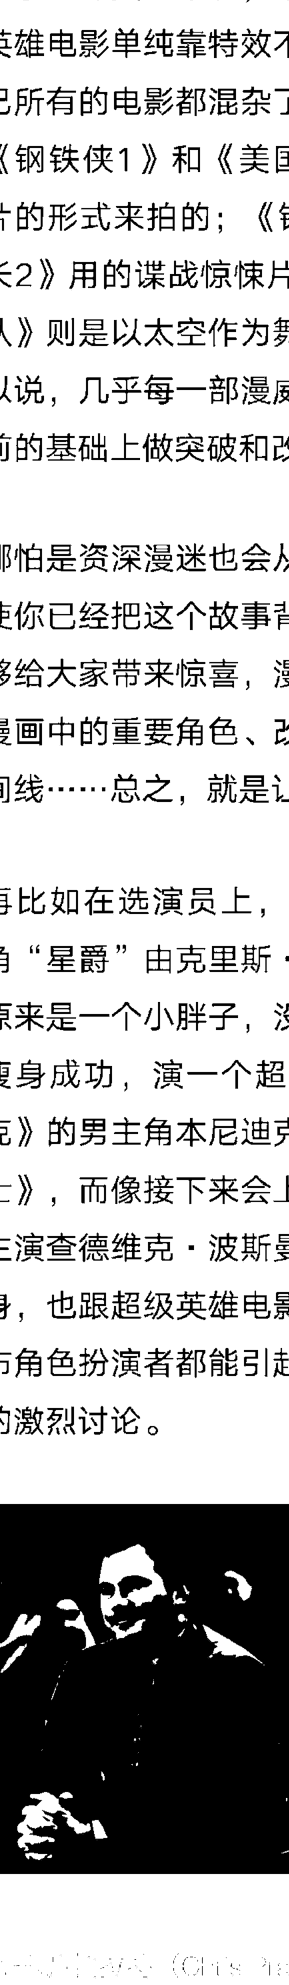 英雄电影单纯靠特效不
己所有的电影都混杂了
《钢铁侠1》和《美国
片的形式来拍的；《钅
长2》用的谍战惊悚片
人》则是以太空作为舞
以说，几乎每一部漫威
前的基础上做突破和改
哪怕是资深漫迷也会从
使你已经把这个故事背
够给大家带来惊喜，漫
漫画中的重要角色、改
间线……总之，就是让
再比如在选演员上，
角“星爵”由克里斯·
原来是一个小胖子，没
瘦身成功，演一个超
克》的男主角本尼迪克
士》，而像接下来会上
主演查德维克·波斯曼
身，也跟超级英雄电影
布角色扮演者都能引起
的激烈讨论。